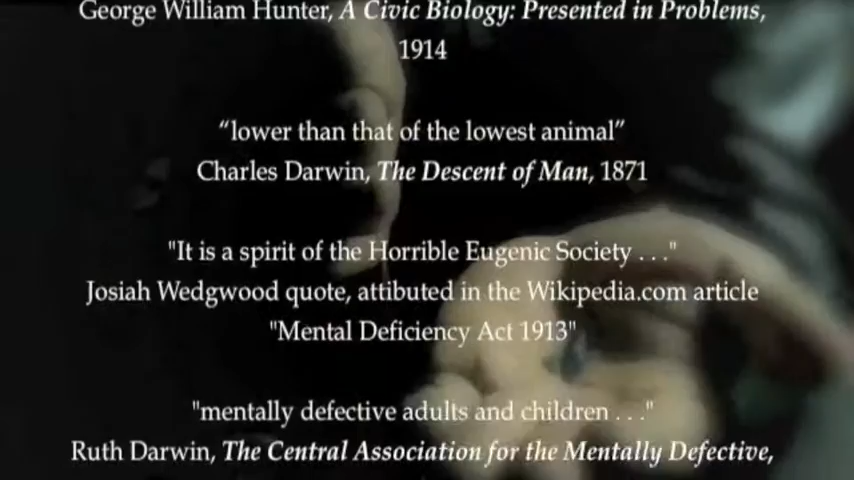 George William Hunter, A Civic Biology: Presented in Problems,
1914
“lower than that of the lowest animal”
Charles Darwin, The Descent of Man, 1871
"It is a spirit of the Horrible Eugenic Society . . ."
Josiah Wedgwood quote, attibuted in the Wikipedia.com article
"Mental Deficiency Act 1913"
"mentally defective adults and children . . ."
Ruth Darwin, The Central Association for the Mentally Defective,